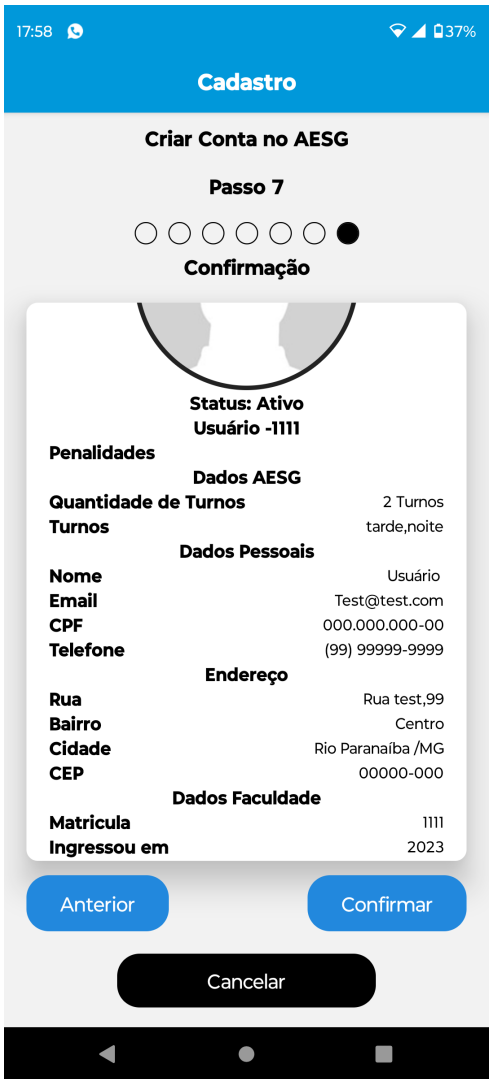 17:58 37%
Cadastro
Criar Conta no AESG
Passo 7
Confirmação
Status: Ativo
Usuário -1111
Penalidades
Dados AESG
Quantidade de Turnos 2 Turnos
Turnos tarde,noite
Dados Pessoais
Nome Usuário
Email Test@test.com
CPF 000.000.000-00
Telefone (99) 99999-9999
Endereço
Rua Rua test,99
Bairro Centro
Cidade Rio Paranaíba /MG
CEP 00000-000
Dados Faculdade
Matricula 1111
Ingressou em 2023
Anterior Confirmar
Cancelar